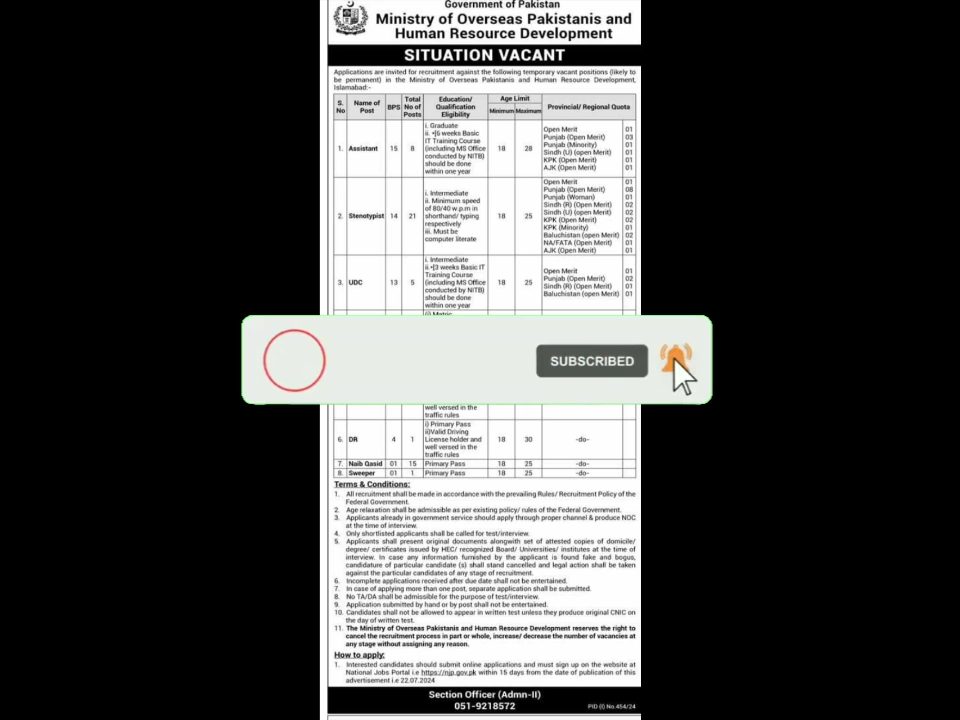 Government of Pakistan
Ministry of Overseas Pakistanis and
Human Resource Development
SITUATION VACANT
Applications are invited for recruitment against the following temporary vacant positions (likely to
be permanent) in the Ministry of Overseas Pakistanis and Human Resource Development,
Islamabad:-
S. No | Name of Post | BPS | Total No of Posts | Education/ Qualification Eligibility | Age Limit Minimum Maximum | Provincial/ Regional Quota
1. Assistant 15 8
i. Graduate
ii. •]6 weeks Basic
IT Training Course
(including MS Office
conducted by NITB)
should be done
within one year
18 28
Open Merit 01
Punjab (Open Merit) 03
Punjab (Minority) 01
Sindh (U) (open Merit) 01
KPK (Open Merit) 01
AJK (Open Merit) 01
2. Stenotypist 14 21
i. Intermediate
ii. Minimum speed
of 80/40 w.p.m in
shorthand/ typing
respectively
iii. Must be
computer literate
18 25
Open Merit 01
Punjab (Open Merit) 08
Punjab (Woman) 01
Sindh (R) (Open Merit) 02
Sindh (U) (open Merit) 02
KPK (Open Merit) 02
KPK (Minority) 01
Baluchistan (open Merit) 02
NA/FATA (Open Merit) 01
AJK (Open Merit) 01
3. UDC 13 5
i. Intermediate
ii.•]3 weeks Basic IT
Training Course
(including MS Office
conducted by NITB)
should be done
within one year
18 25
Open Merit 01
Punjab (Open Merit) 02
Sindh (R) (Open Merit) 01
Baluchistan (open Merit) 01
(i) Matric
SUBSCRIBED
well versed in the
traffic rules
6. DR 4 1
i) Primary Pass
ii)Valid Driving
License holder and
well versed in the
traffic rules
18 30 -do-
7. Naib Qasid 01 15 Primary Pass 18 25 -do-
8. Sweeper 01 1 Primary Pass 18 25 -do-
Terms & Conditions:
1. All recruitment shall be made in accordance with the prevailing Rules/ Recruitment Policy of the
Federal Government.
2. Age relaxation shall be admissible as per existing policy/ rules of the Federal Government.
3. Applicants already in government service should apply through proper channel & produce NOC
at the time of interview.
4. Only shortlisted applicants shall be called for test/interview.
5. Applicants shall present original documents alongwith set of attested copies of domicile/
degree/ certificates issued by HEC/ recognized Board/ Universities/ institutes at the time of
interview. In case any information furnished by the applicant is found fake and bogus,
candidature of particular candidate (s) shall stand cancelled and legal action shall be taken
against the particular candidates of any stage of recruitment.
6. Incomplete applications received after due date shall not be entertained.
7. In case of applying more than one post, separate application shall be submitted.
8. No TA/DA shall be admissible for the purpose of test/interview.
9. Application submitted by hand or by post shall not be entertained.
10. Candidates shall not be allowed to appear in written test unless they produce original CNIC on
the day of written test.
11. The Ministry of Overseas Pakistanis and Human Resource Development reserves the right to
cancel the recruitment process in part or whole, increase/ decrease the number of vacancies at
any stage without assigning any reason.
How to apply:
1. Interested candidates should submit online applications and must sign up on the website at
National Jobs Portal i.e https://njp.gov.pk within 15 days from the date of publication of this
advertisement i.e 22.07.2024
Section Officer (Admn-II)
051-9218572
PID (I) No.454/24